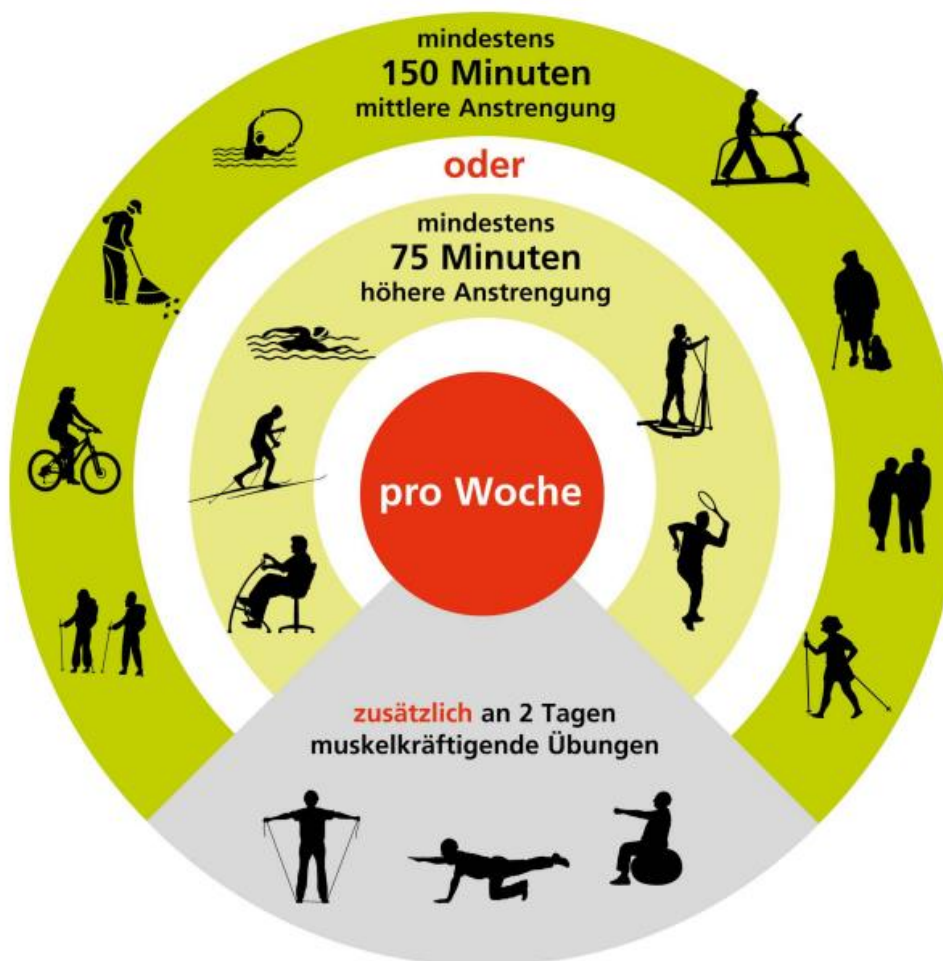 mindestens
150 Minuten
mittlere Anstrengung
oder
mindestens
75 Minuten
höhere Anstrengung
pro Woche
zusätzlich an 2 Tagen
muskelkräftigende Übungen